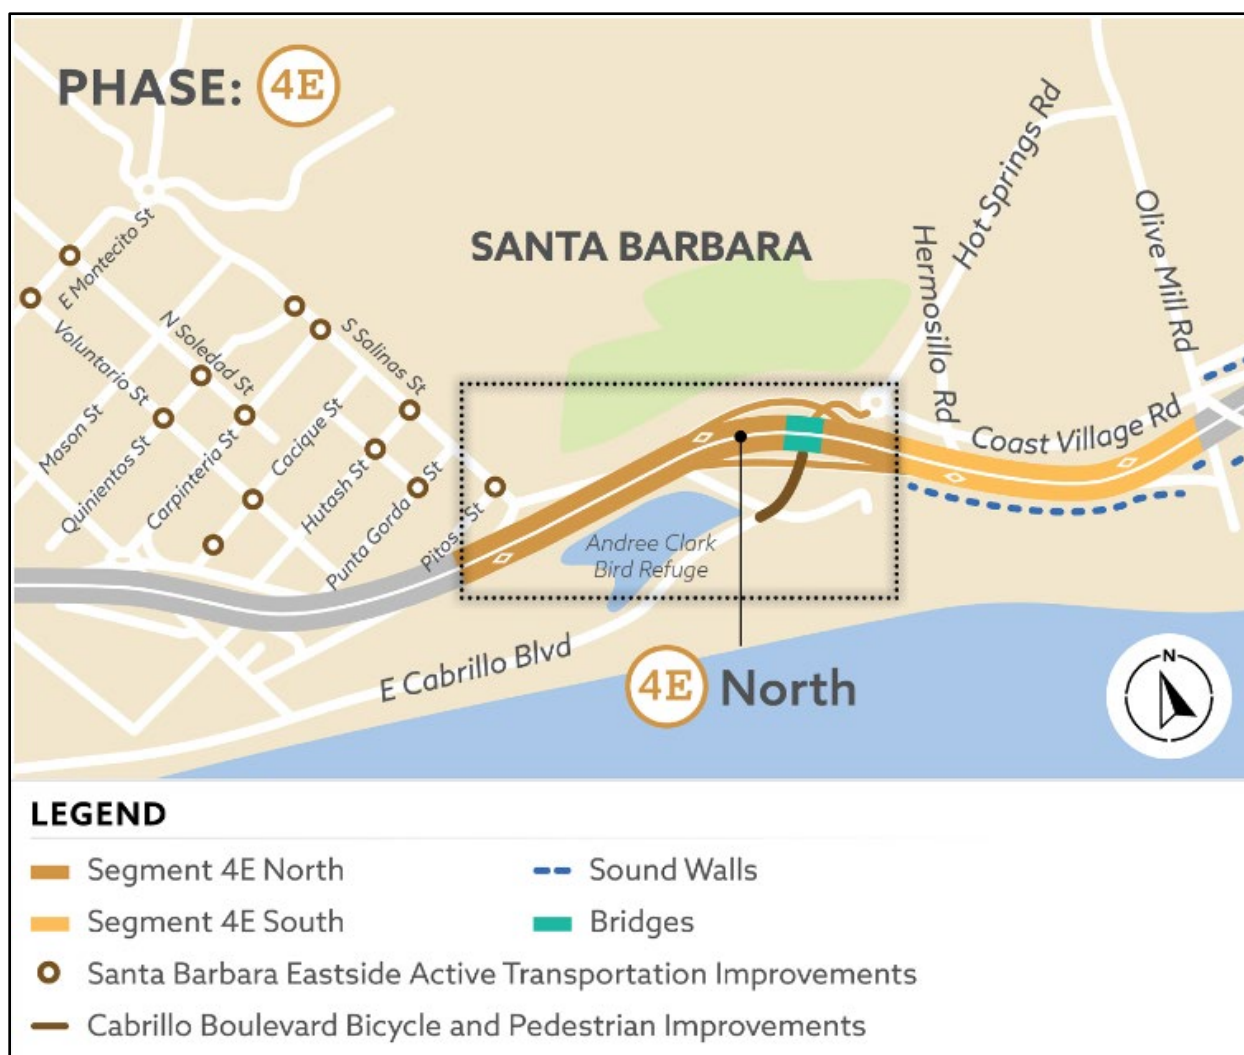 PHASE: 4E
SANTA BARBARA
E Montecito St
Voluntario St
N Soledad St
S Salinas St
Mason St
Quinientos St
Carpinteria St
Cacique St
Hutash St
Punta Gorda St
Pitos St
Hot Springs Rd
Hermosillo Rd
Olive Mill Rd
Coast Village Rd
Andree Clark
Bird Refuge
E Cabrillo Blvd
4E North
N
LEGEND
Segment 4E North
Segment 4E South
Santa Barbara Eastside Active Transportation Improvements
Cabrillo Boulevard Bicycle and Pedestrian Improvements
Sound Walls
Bridges